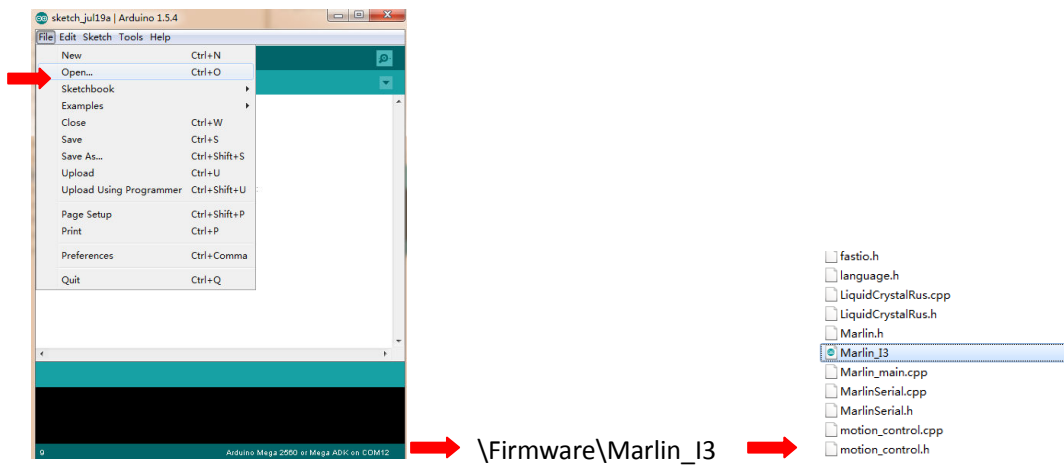 sketch_jul19a | Arduino 1.5.4
File Edit Sketch Tools Help
New Ctrl+N
Open... Ctrl+O
Sketchbook
Examples
Close Ctrl+W
Save Ctrl+S
Save As... Ctrl+Shift+S
Upload Ctrl+U
Upload Using Programmer Ctrl+Shift+U
Page Setup Ctrl+Shift+P
Print Ctrl+P
Preferences Ctrl+Comma
Quit Ctrl+Q
9 Arduino Mega 2560 or Mega ADK on COM12
\Firmware\Marlin_I3
fastio.h
language.h
LiquidCrystalRus.cpp
LiquidCrystalRus.h
Marlin.h
Marlin_I3
Marlin_main.cpp
MarlinSerial.cpp
MarlinSerial.h
motion_control.cpp
motion_control.h